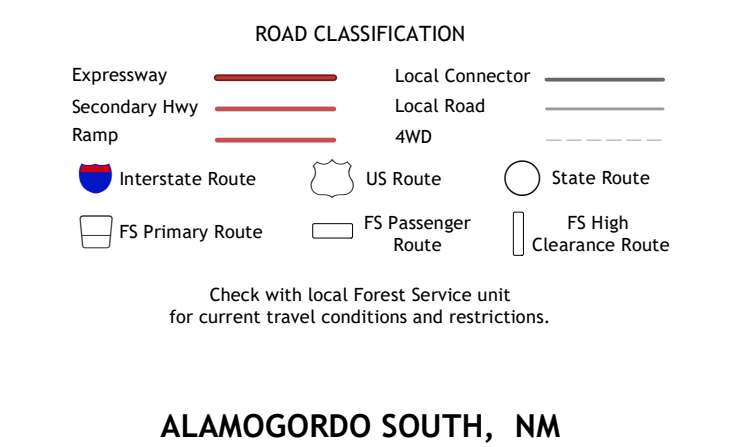 ROAD CLASSIFICATION
Expressway
Local Connector
Secondary Hwy
Local Road
Ramp
4WD
Interstate Route
US Route
State Route
FS Primary Route
FS Passenger
Route
FS High
Clearance Route
Check with local Forest Service unit
for current travel conditions and restrictions.
ALAMOGORDO SOUTH, NM